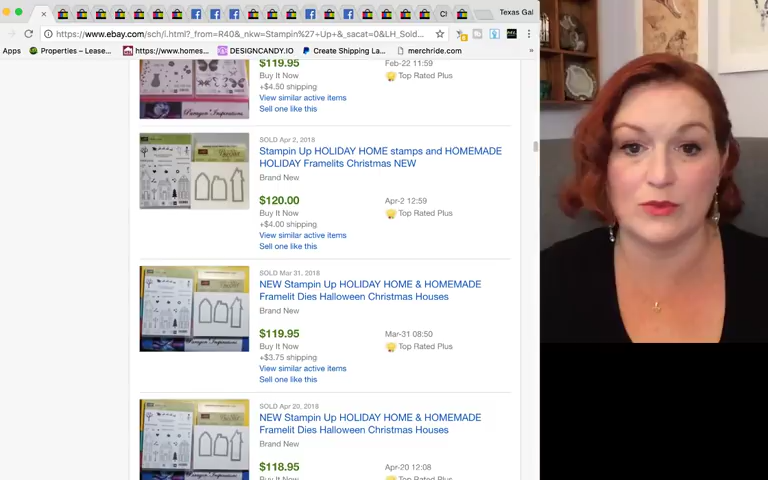 Texas Gal
https://www.ebay.com/sch/i.html?_from=R40&_nkw=Stampin%27+Up+&_sacat=0&LH_Sold...
Apps
Properties – Lease...
https://www.homes...
DESIGNCANDY.IO
Create Shipping La...
merchride.com
$119.95
Buy It Now
+$4.50 shipping
View similar active items
Sell one like this
Feb-22 11:59
Top Rated Plus
SOLD Apr 2, 2018
Stampin Up HOLIDAY HOME stamps and HOMEMADE
HOLIDAY Framelits Christmas NEW
Brand New
$120.00
Buy It Now
+$4.00 shipping
View similar active items
Sell one like this
Apr-2 12:59
Top Rated Plus
SOLD Mar 31, 2018
NEW Stampin Up HOLIDAY HOME & HOMEMADE
Framelit Dies Halloween Christmas Houses
Brand New
$119.95
Buy It Now
+$3.75 shipping
View similar active items
Sell one like this
Mar-31 08:50
Top Rated Plus
SOLD Apr 20, 2018
NEW Stampin Up HOLIDAY HOME & HOMEMADE
Framelit Dies Halloween Christmas Houses
Brand New
$118.95
Buy It Now
Apr-20 12:08
Top Rated Plus